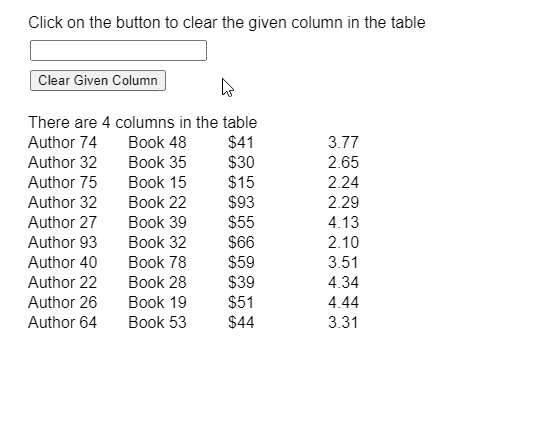 Click on the button to clear the given column in the table
Clear Given Column
There are 4 columns in the table
Author 74 Book 48 $41 3.77
Author 32 Book 35 $30 2.65
Author 75 Book 15 $15 2.24
Author 32 Book 22 $93 2.29
Author 27 Book 39 $55 4.13
Author 93 Book 32 $66 2.10
Author 40 Book 78 $59 3.51
Author 22 Book 28 $39 4.34
Author 26 Book 19 $51 4.44
Author 64 Book 53 $44 3.31